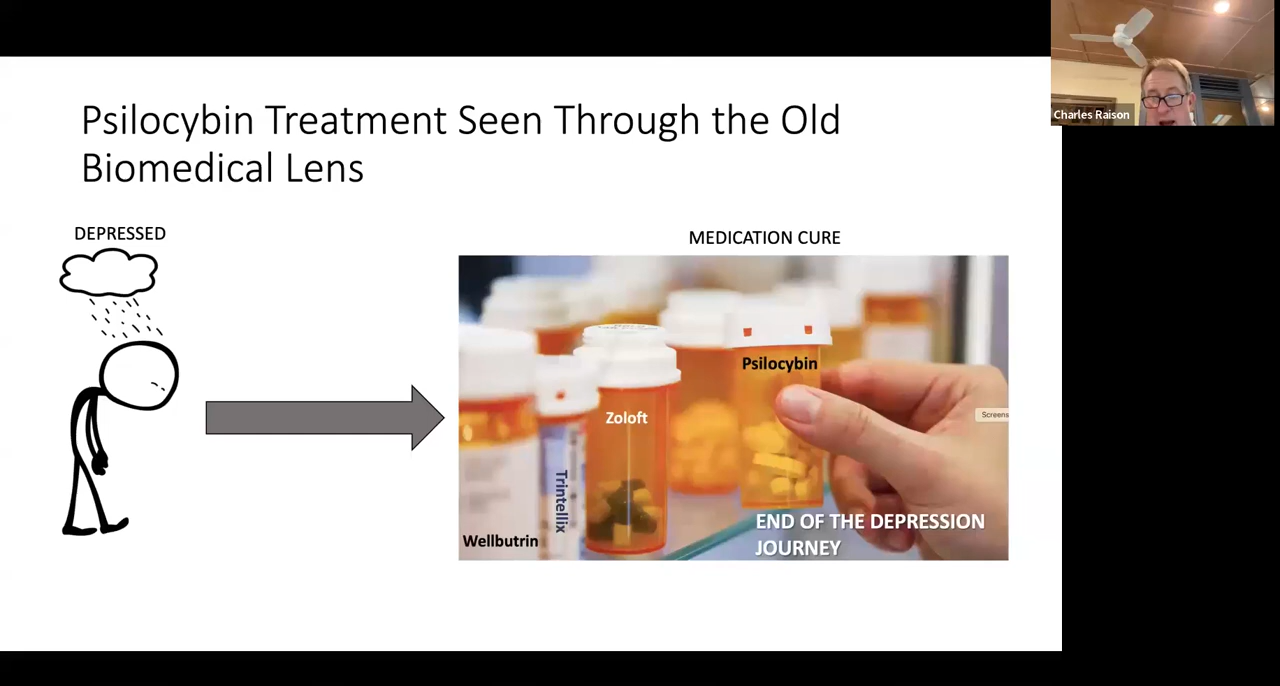 Psilocybin Treatment Seen Through the Old
Biomedical Lens
Charles Raison
DEPRESSED
MEDICATION CURE
Psilocybin
Zoloft
Trintellix
Wellbutrin
Screens
END OF THE DEPRESSION
JOURNEY